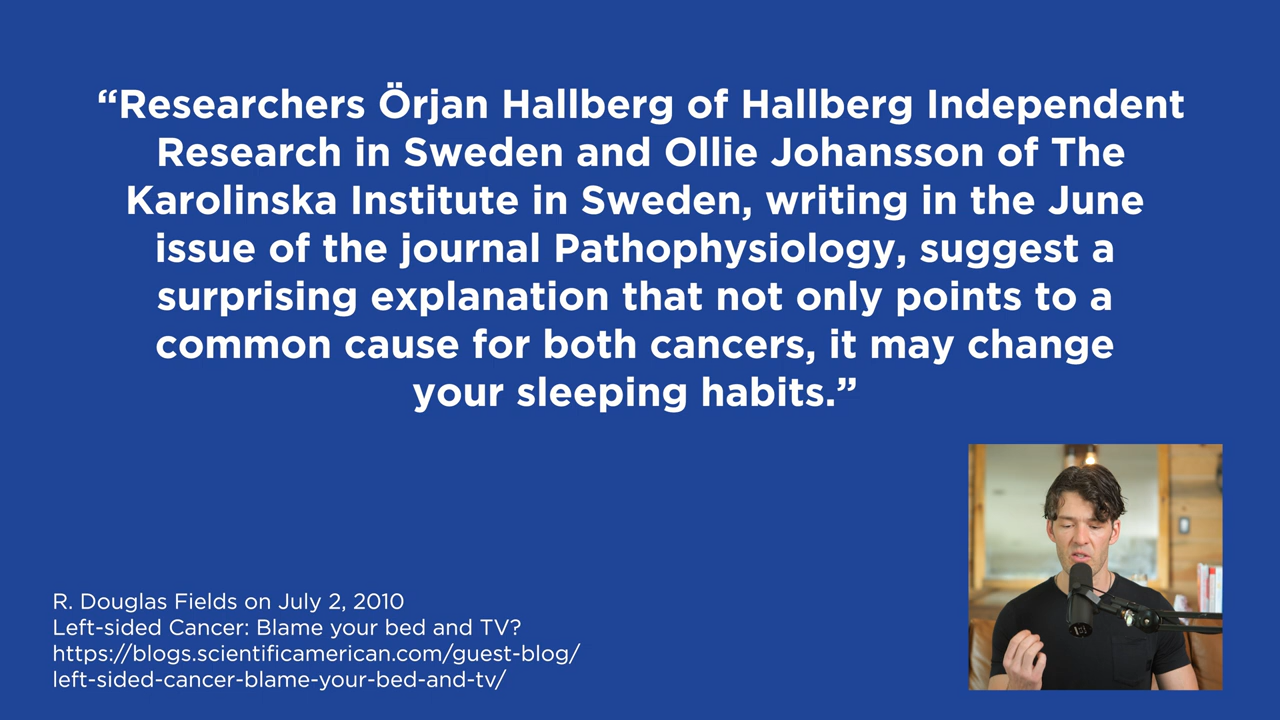 “Researchers Örjan Hallberg of Hallberg Independent
Research in Sweden and Ollie Johansson of The
Karolinska Institute in Sweden, writing in the June
issue of the journal Pathophysiology, suggest a
surprising explanation that not only points to a
common cause for both cancers, it may change
your sleeping habits.”
R. Douglas Fields on July 2, 2010
Left-sided Cancer: Blame your bed and TV?
https://blogs.scientificamerican.com/guest-blog/
left-sided-cancer-blame-your-bed-and-tv/